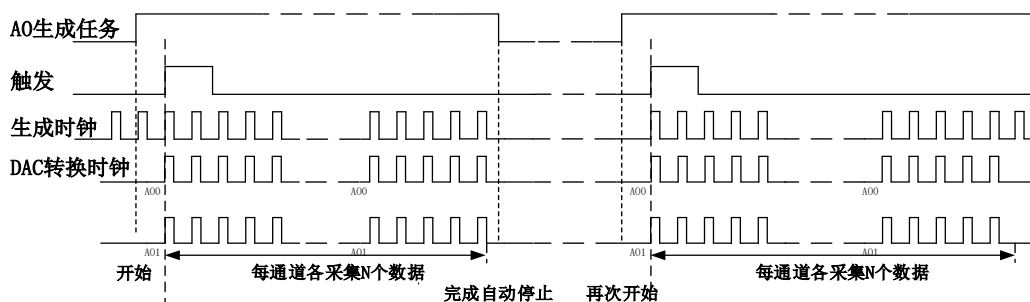 AO生成任务
触发
生成时钟
DAC转换时钟
AO0 AO0 AO0 AO0
AO1 AO1 AO1 AO1
开始 每通道各采集N个数据 每通道各采集N个数据
完成自动停止 再次开始